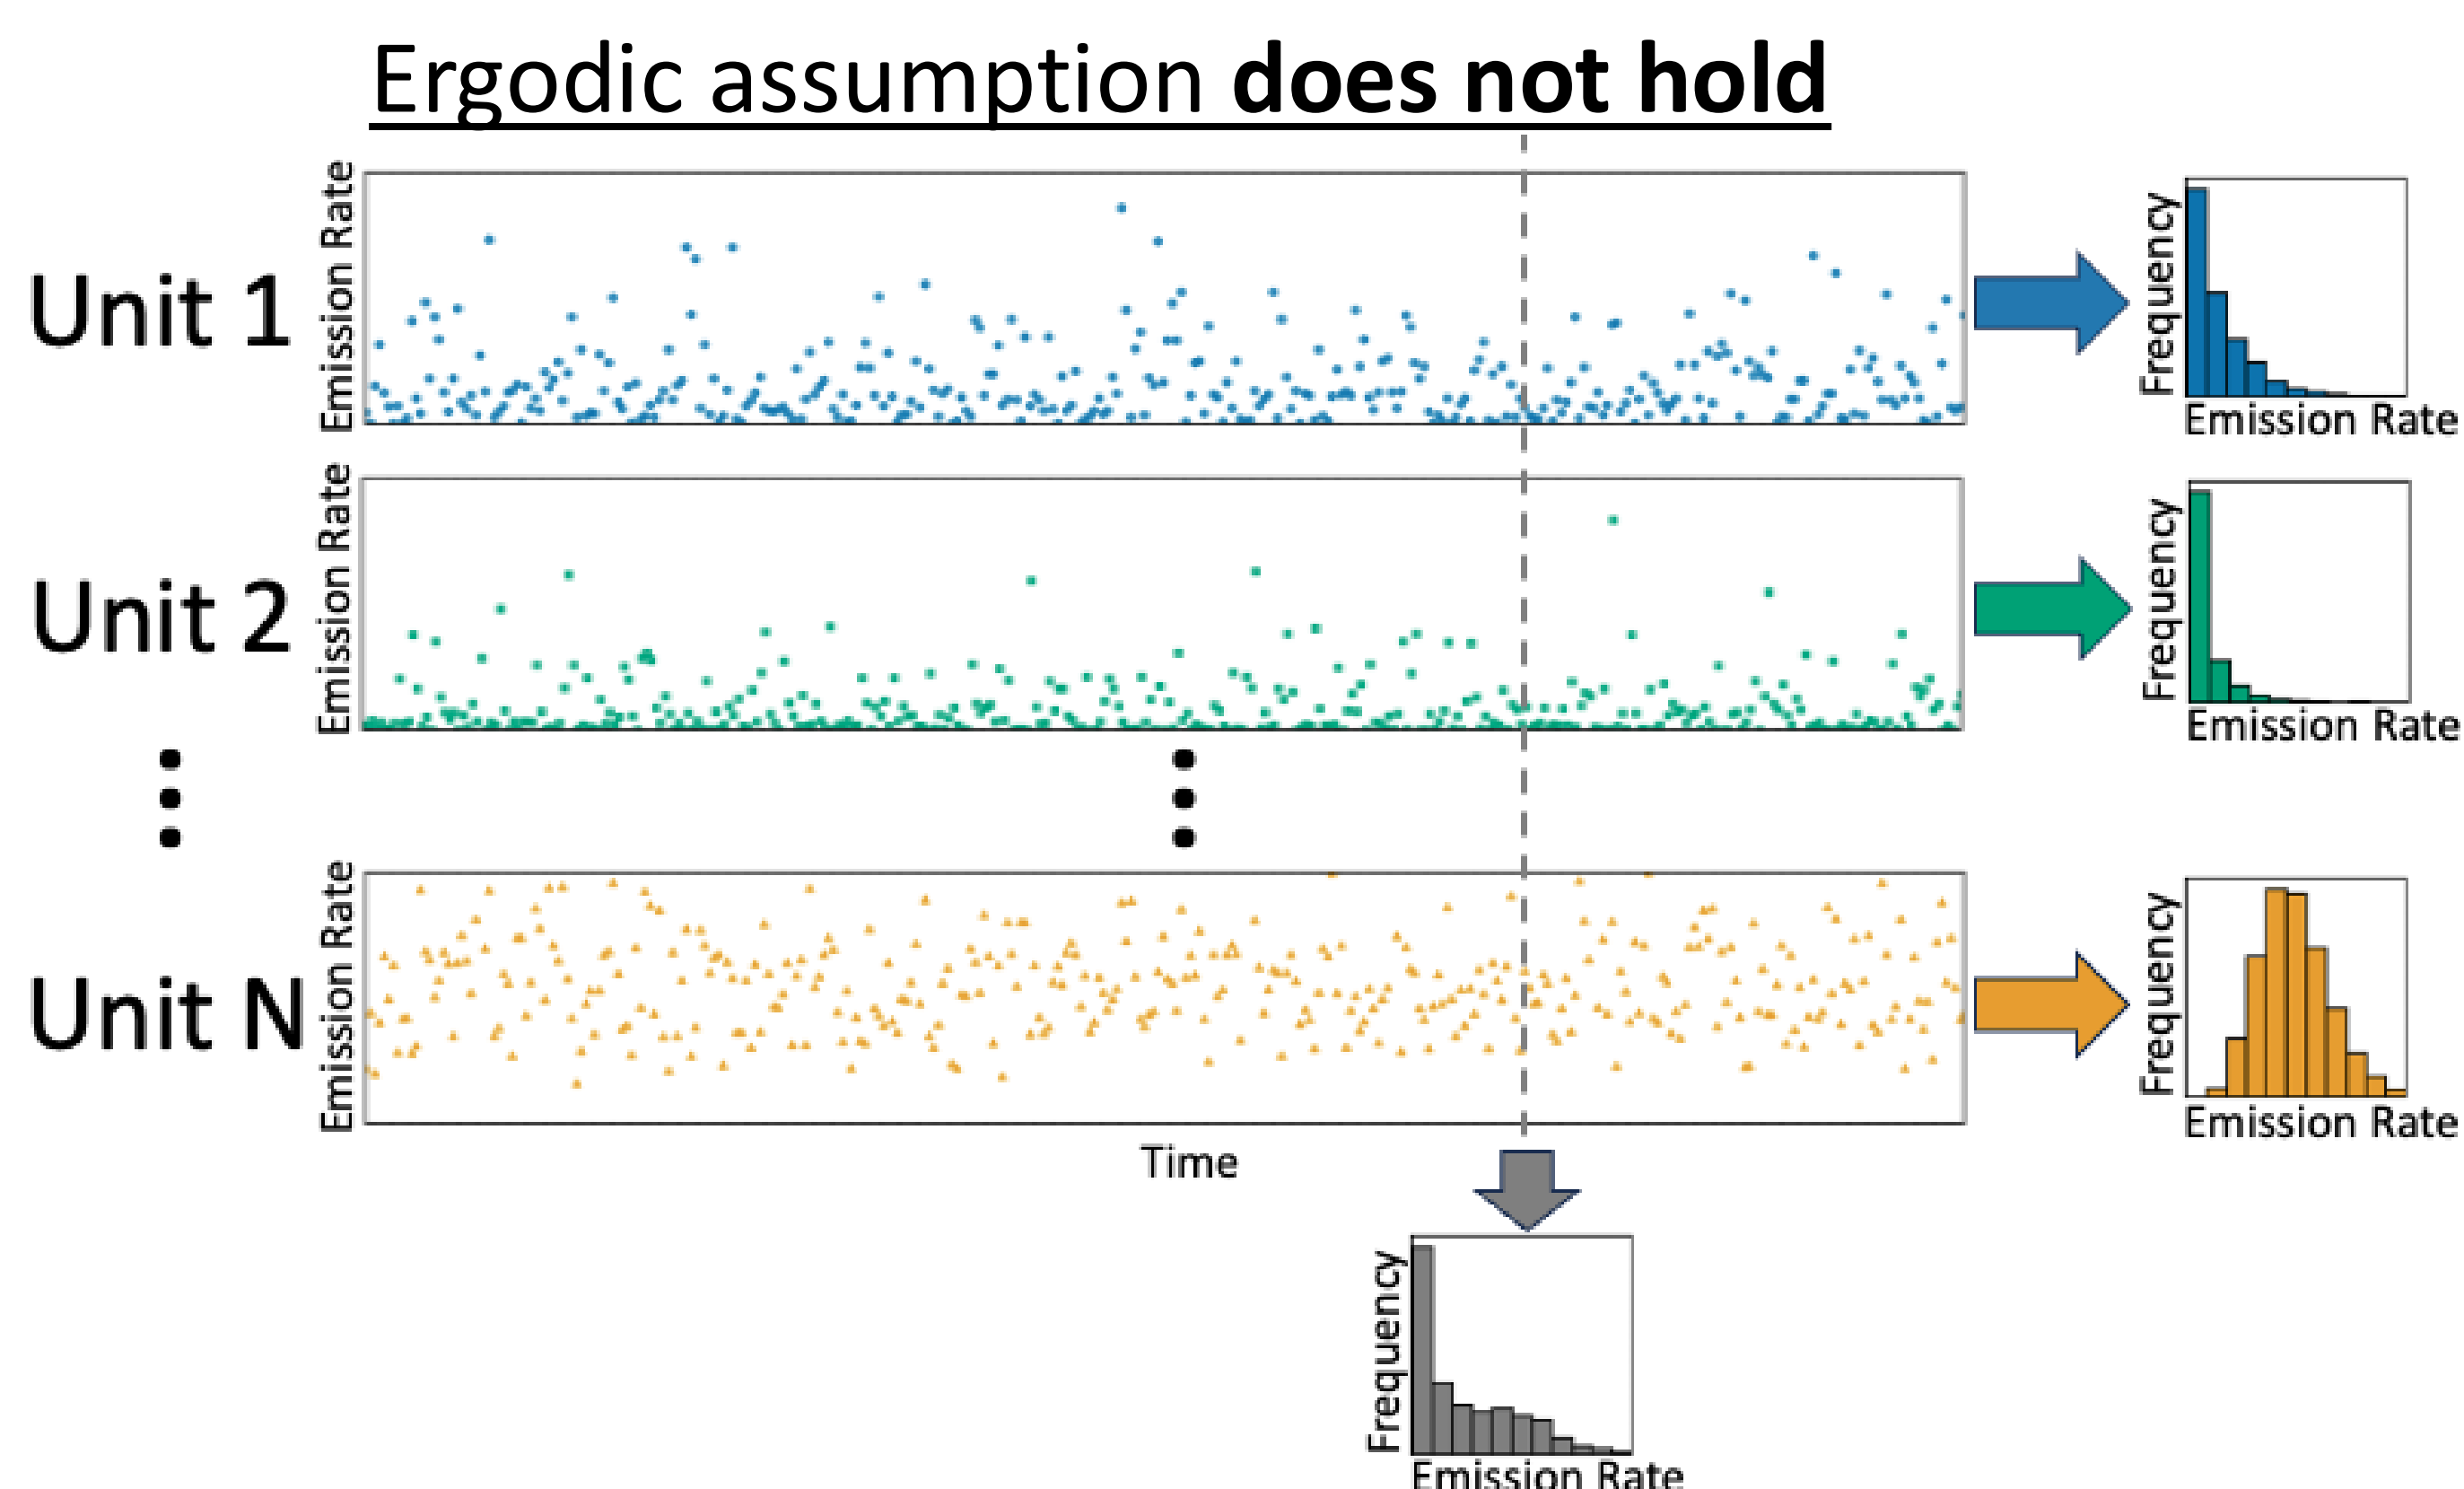 Ergodic assumption does not hold
Unit 1
Emission Rate
Frequency
Emission Rate
Unit 2
Emission Rate
Frequency
Emission Rate
Unit N
Emission Rate
Frequency
Emission Rate
Time
Frequency
Emission Rate